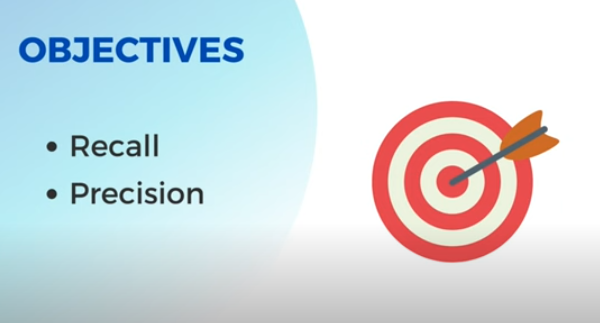 OBJECTIVES
• Recall
• Precision